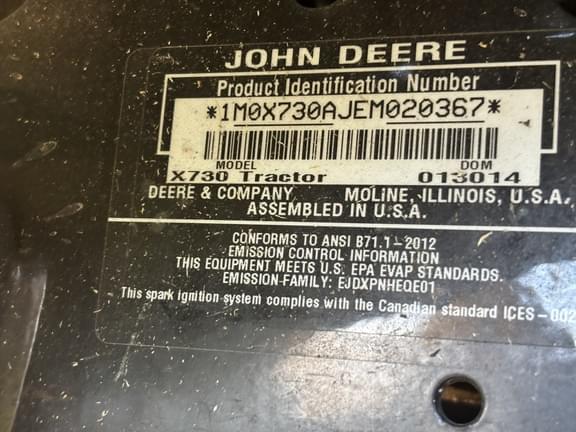 JOHN DEERE
Product Identification Number
*1M0X730AJEM020367*
MODEL DOM
X730 Tractor 013014
DEERE & COMPANY MOLINE, ILLINOIS, U.S.A.
ASSEMBLED IN U.S.A.
CONFORMS TO ANSI B71.1-2012
EMISSION CONTROL INFORMATION
THIS EQUIPMENT MEETS U.S. EPA EVAP STANDARDS.
EMISSION-FAMILY: EJDXPNHEQE01
This spark ignition system complies with the Canadian standard ICES-002